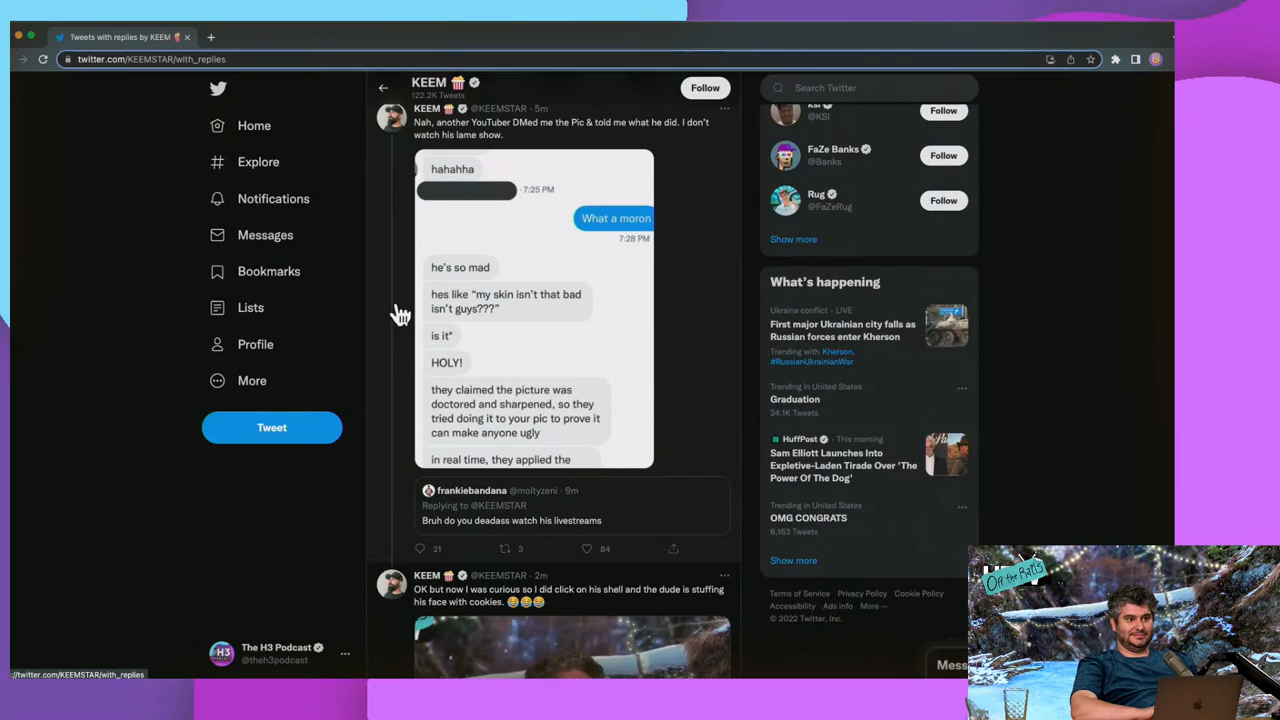 Tweets with replies by KEEM
twitter.com/KEEMSTAR/with_replies
Home
Explore
Notifications
Messages
Bookmarks
Lists
Profile
More
Tweet
The H3 Podcast
@theh3podcast
://twitter.com/KEEMSTAR/with_replies
KEEM
122.2K Tweets
Follow
KEEM @KEEMSTAR · 5m
Nah, another YouTuber DMed me the Pic & told me what he did. I don't
watch his lame show.
hahahha
· 7:25 PM
What a moron
7:28 PM
he's so mad
hes like “my skin isn't that bad
isn't guys???”
is it*
HOLY!
they claimed the picture was
doctored and sharpened, so they
tried doing it to your pic to prove it
can make anyone ugly
in real time, they applied the
frankiebandana @moltyzeni · 9m
Replying to @KEEMSTAR
Bruh do you deadass watch his livestreams
21 3 84
KEEM @KEEMSTAR · 2m
OK but now I was curious so I did click on his shell and the dude is stuffing
his face with cookies. 😂😂😂
Search Twitter
KSI
@KSI
Follow
FaZe Banks
@Banks
Follow
Rug
@FaZeRug
Follow
Show more
What's happening
Ukraine conflict · LIVE
First major Ukrainian city falls as
Russian forces enter Kherson
Trending with Kherson,
#RussianUkrainianWar
Trending in United States
Graduation
24.1K Tweets
HuffPost · This morning
Sam Elliott Launches Into
Expletive-Laden Tirade Over 'The
Power Of The Dog'
Trending in United States
OMG CONGRATS
6,163 Tweets
Show more
Terms of Service Privacy Policy Cookie Policy
Accessibility Ads info More ···
© 2022 Twitter, Inc.
Mess
Off the Rails